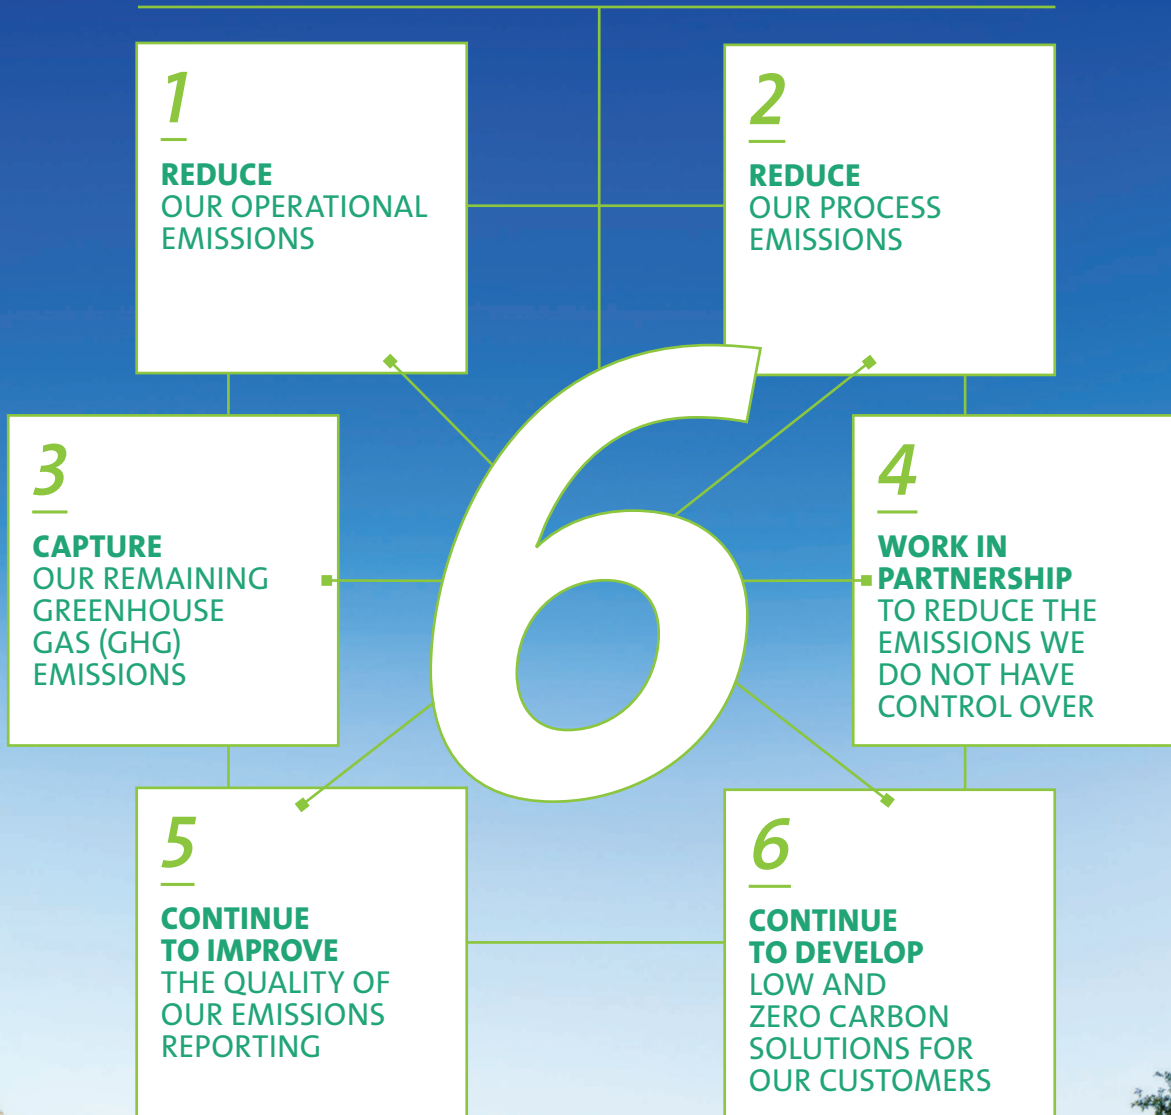 1
REDUCE
OUR OPERATIONAL
EMISSIONS
2
REDUCE
OUR PROCESS
EMISSIONS
6
3
CAPTURE
OUR REMAINING
GREENHOUSE
GAS (GHG)
EMISSIONS
4
WORK IN
PARTNERSHIP
TO REDUCE THE
EMISSIONS WE
DO NOT HAVE
CONTROL OVER
5
CONTINUE
TO IMPROVE
THE QUALITY OF
OUR EMISSIONS
REPORTING
6
CONTINUE
TO DEVELOP
LOW AND
ZERO CARBON
SOLUTIONS FOR
OUR CUSTOMERS